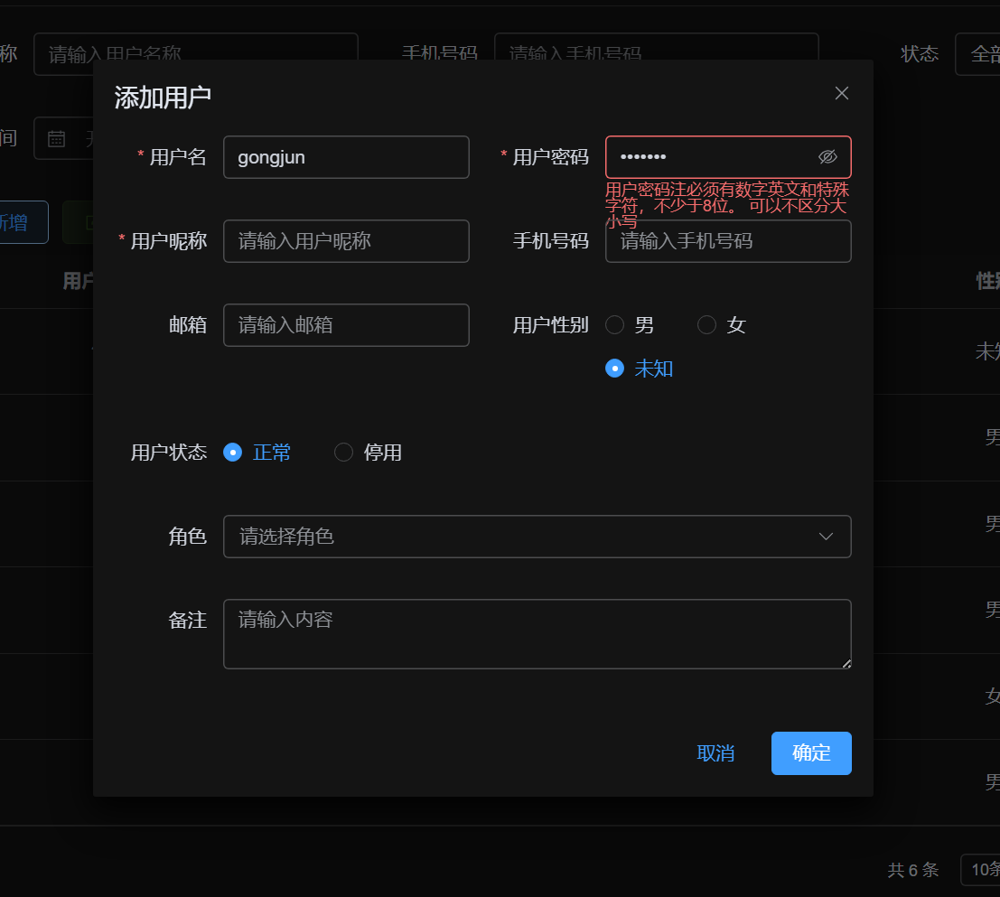 称 请输入用户名称 手机号码 请输入手机号码 状态 全部
添加用户
间 开
* 用户名 gongjun * 用户密码 •••••••
用户密码注必须有数字英文和特殊
字符，不少于8位。 可以不区分大
小写
新增
* 用户昵称 请输入用户昵称 手机号码 请输入手机号码
用户 性别
邮箱 请输入邮箱 用户性别 男 女
未知
未知
男
用户状态 正常 停用
男
角色 请选择角色
男
备注 请输入内容
女
取消 确定
男
共 6 条 10条